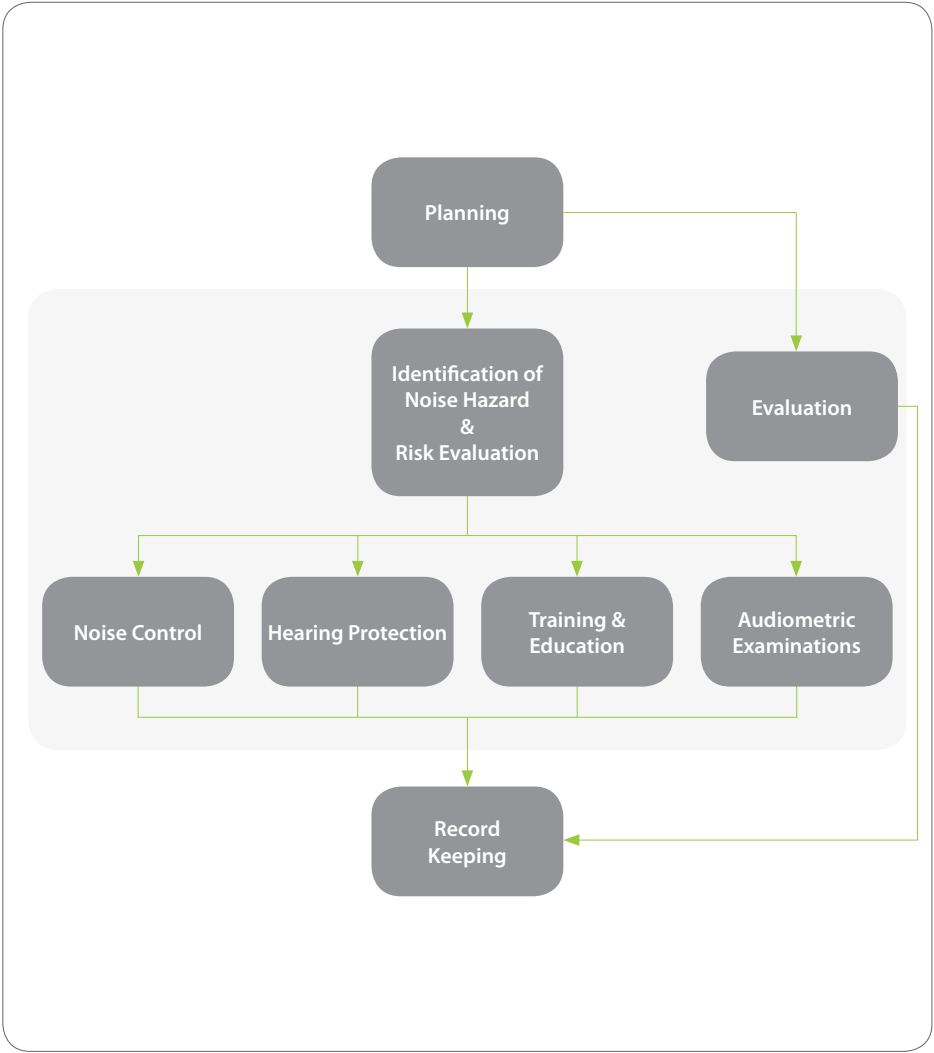 Planning
Identification of
Noise Hazard
&
Risk Evaluation
Evaluation
Noise Control
Hearing Protection
Training &
Education
Audiometric
Examinations
Record
Keeping